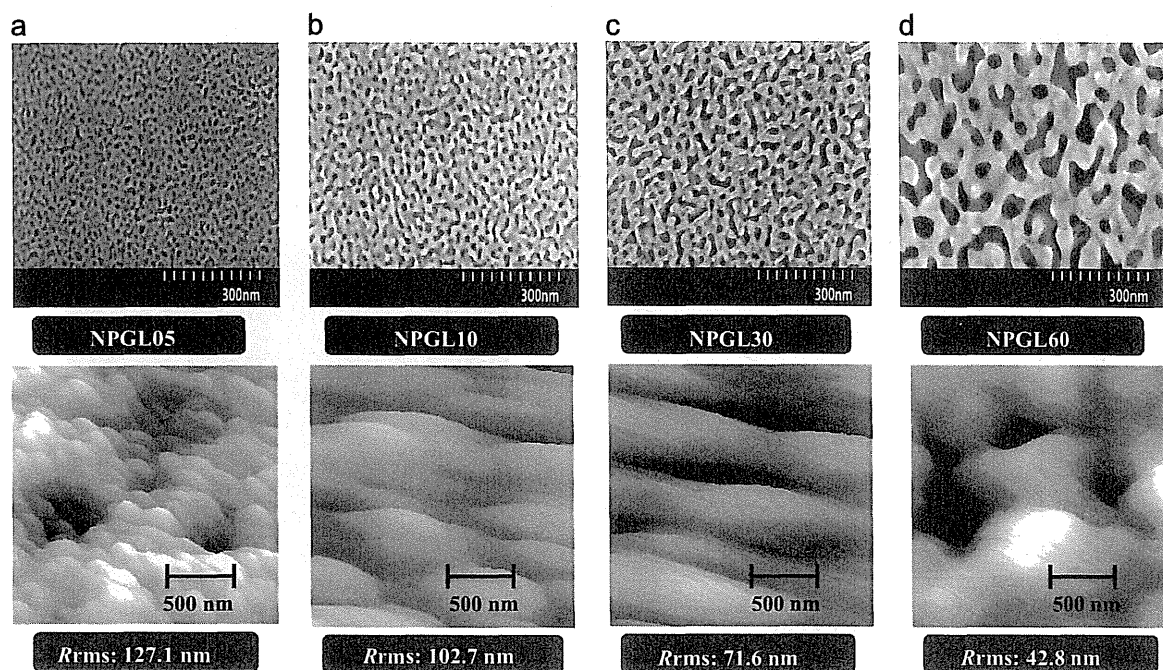 a
b
c
d
300nm
300nm
300nm
300nm
NPGL05
NPGL10
NPGL30
NPGL60
500 nm
500 nm
500 nm
500 nm
Rrms: 127.1 nm
Rrms: 102.7 nm
Rrms: 71.6 nm
Rrms: 42.8 nm